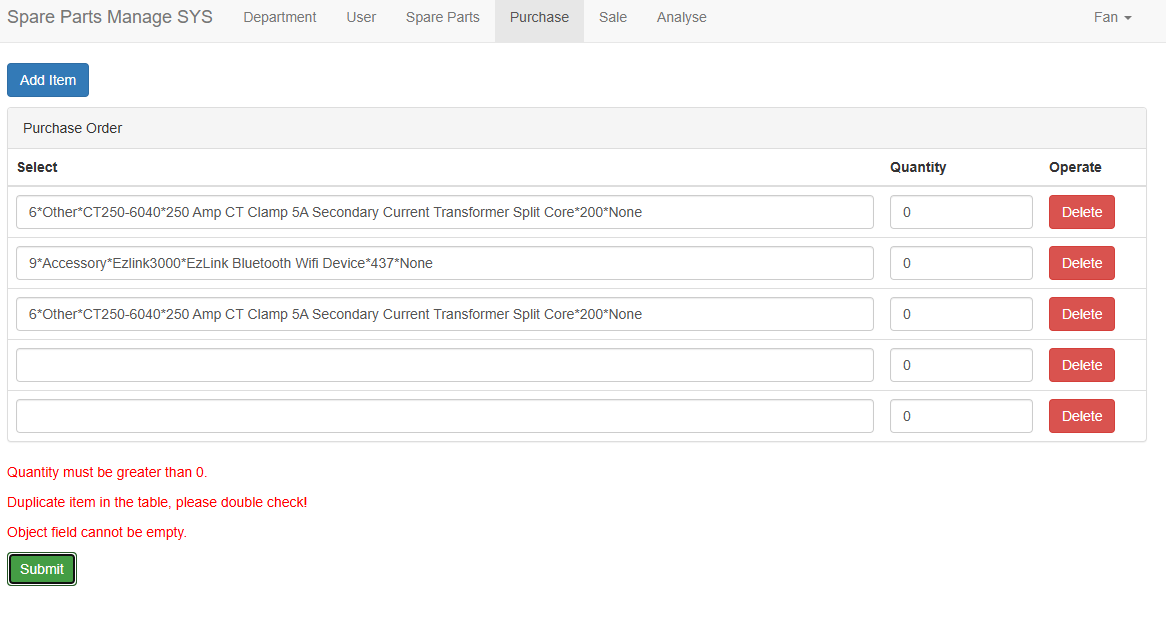 Spare Parts Manage SYS Department User Spare Parts Purchase Sale Analyse Fan
Add Item
Purchase Order
Select Quantity Operate
6*Other*CT250-6040*250 Amp CT Clamp 5A Secondary Current Transformer Split Core*200*None 0 Delete
9*Accessory*Ezlink3000*EzLink Bluetooth Wifi Device*437*None 0 Delete
6*Other*CT250-6040*250 Amp CT Clamp 5A Secondary Current Transformer Split Core*200*None 0 Delete
0 Delete
0 Delete
Quantity must be greater than 0.
Duplicate item in the table, please double check!
Object field cannot be empty.
Submit